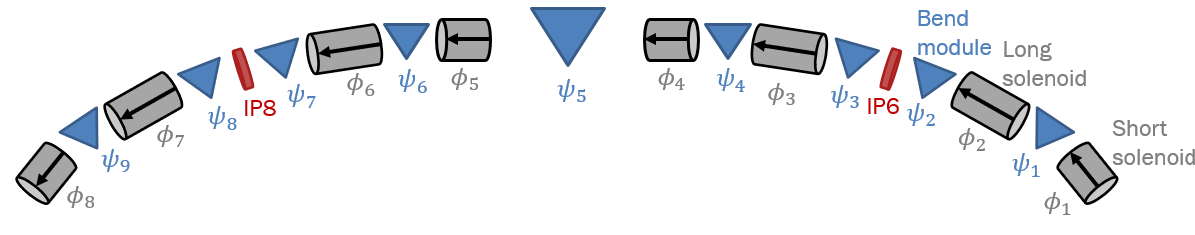 Bend
module
Long
solenoid
Short
solenoid
IP8
IP6
ϕ₈
ψ₉
ϕ₇
ψ₈
ψ₇
ϕ₆
ψ₆
ϕ₅
ψ₅
ϕ₄
ψ₄
ϕ₃
ψ₃
ψ₂
ϕ₂
ψ₁
ϕ₁